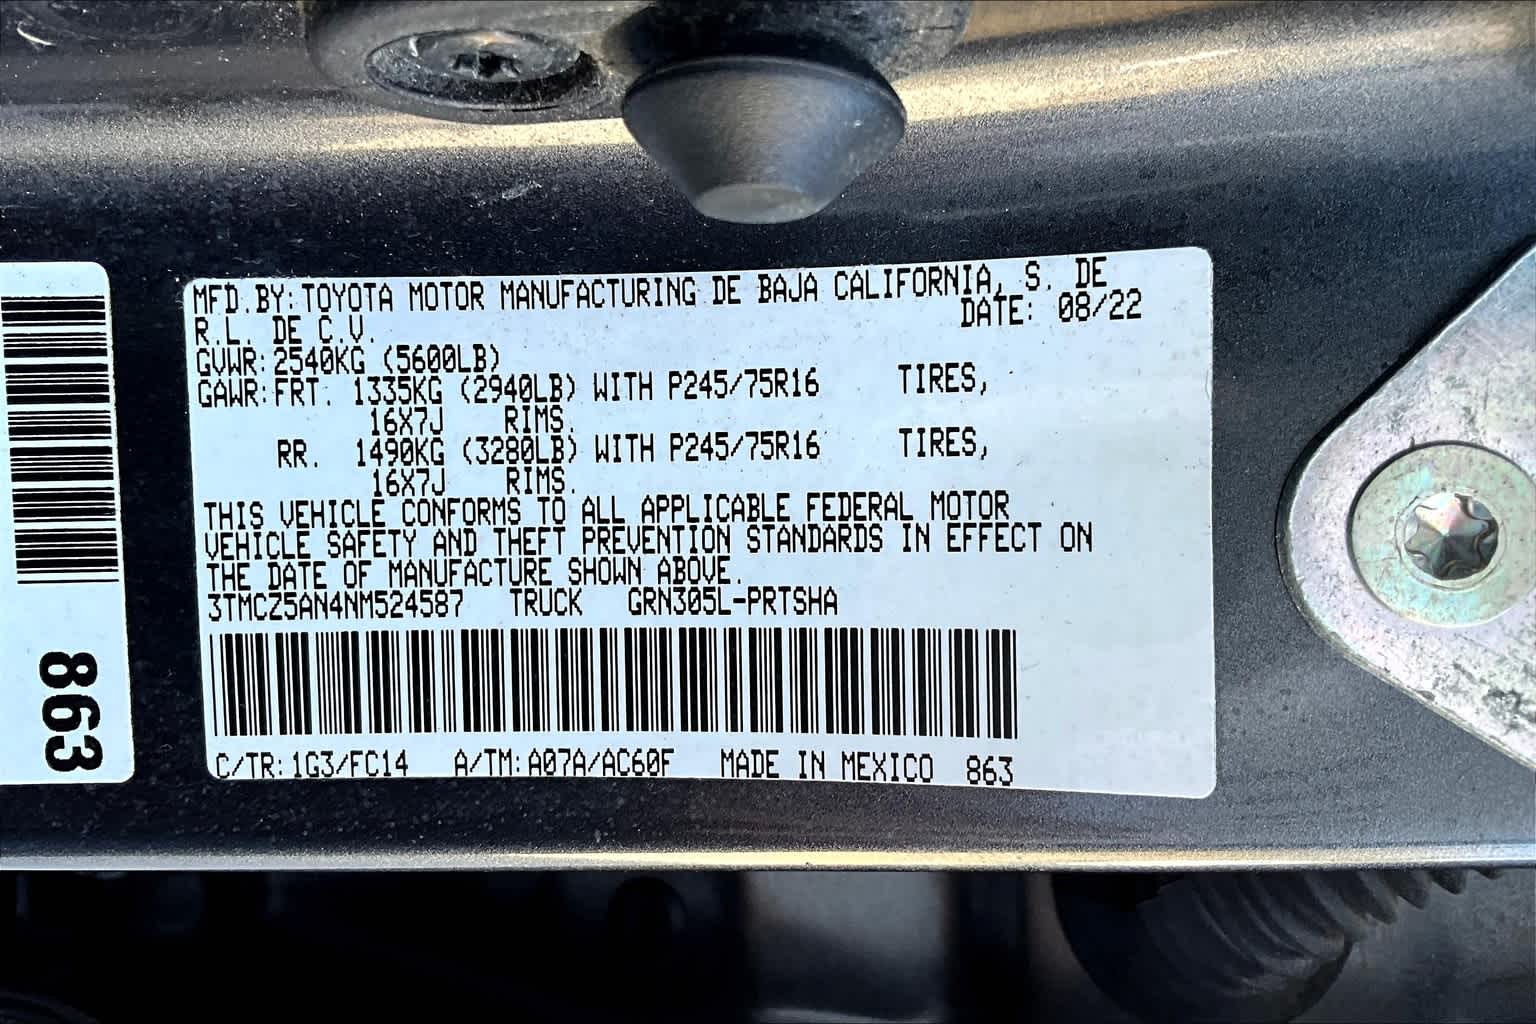 MFD.BY:TOYOTA MOTOR MANUFACTURING DE BAJA CALIFORNIA, S. DE
R.L. DE C.V. DATE: 08/22
GVWR:2540KG (5600LB)
GAWR:FRT. 1335KG (2940LB) WITH P245/75R16 TIRES,
16X7J RIMS.
RR. 1490KG (3280LB) WITH P245/75R16 TIRES,
16X7J RIMS.
THIS VEHICLE CONFORMS TO ALL APPLICABLE FEDERAL MOTOR
VEHICLE SAFETY AND THEFT PREVENTION STANDARDS IN EFFECT ON
THE DATE OF MANUFACTURE SHOWN ABOVE.
3TMCZ5AN4NM524587 TRUCK GRN305L-PRTSHA
C/TR:1G3/FC14 A/TM:A07A/AC60F MADE IN MEXICO 863
863